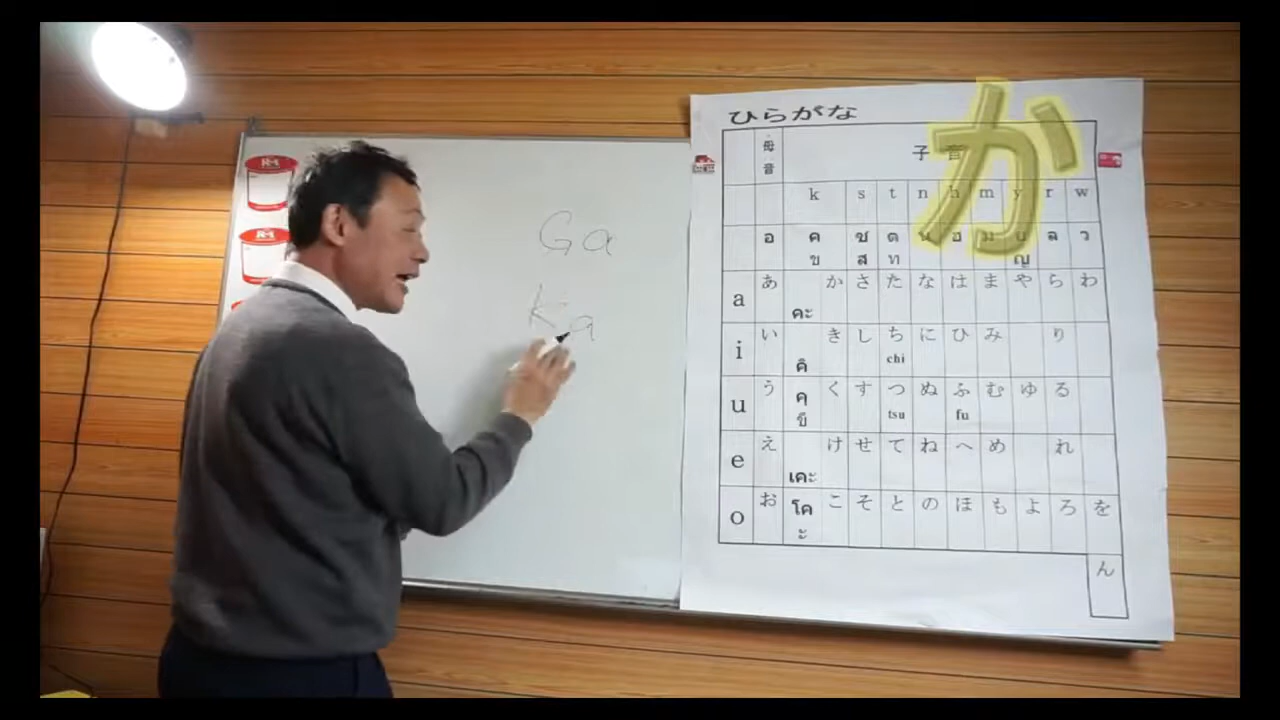 Ga
Ka
か
ひらがな
母音 子音
k s t n h m y r w
อ ค ข ช ส ต ท น ฮ ม ย ญ ล ว
a あ คะ か さ た な は ま や ら わ
i い คิ き し ち chi に ひ み り
u う คุ ขึ く す つ tsu ぬ ふ fu む ゆ る
e え เคะ け せ て ね へ め れ
o お โคะ こ そ と の ほ も よ ろ を
ん